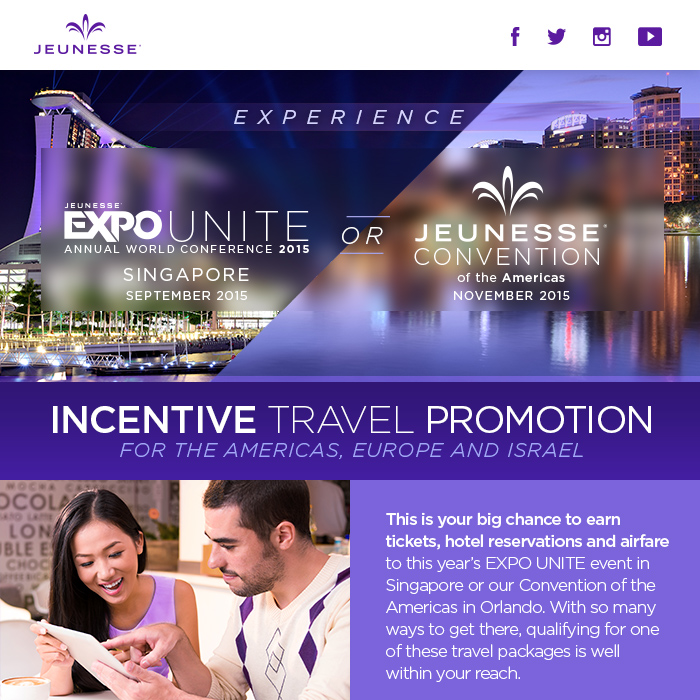 JEUNESSE
EXPERIENCE
JEUNESSE
EXPO UNITE
ANNUAL WORLD CONFERENCE 2015
SINGAPORE
SEPTEMBER 2015
OR
JEUNESSE
CONVENTION
of the Americas
NOVEMBER 2015
INCENTIVE TRAVEL PROMOTION
FOR THE AMERICAS, EUROPE AND ISRAEL
This is your big chance to earn
tickets, hotel reservations and airfare
to this year's EXPO UNITE event in
Singapore or our Convention of the
Americas in Orlando. With so many
ways to get there, qualifying for one
of these travel packages is well
within your reach.